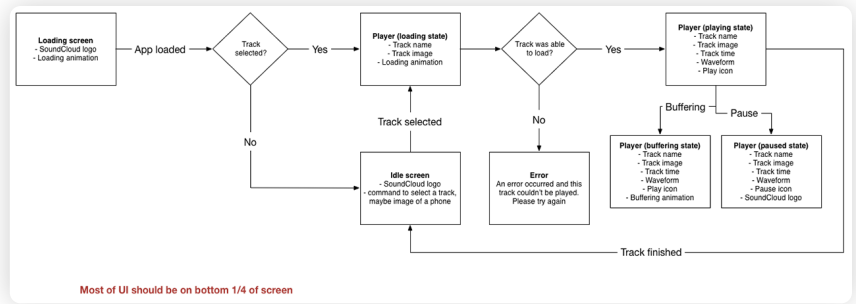 Loading screen
- SoundCloud logo
- Loading animation
App loaded
Track
selected?
Yes
Player (loading state)
- Track name
- Track image
- Loading animation
Track was able
to load?
Yes
Player (playing state)
- Track name
- Track image
- Track time
- Waveform
- Play icon
No
Track selected
No
Buffering
Pause
Idle screen
- SoundCloud logo
- command to select a track,
maybe image of a phone
Error
An error occurred and this
track couldn't be played.
Please try again
Player (buffering state)
- Track name
- Track image
- Track time
- Waveform
- Play icon
- Buffering animation
Player (paused state)
- Track name
- Track image
- Track time
- Waveform
- Pause icon
- SoundCloud logo
Track finished
Most of UI should be on bottom 1/4 of screen